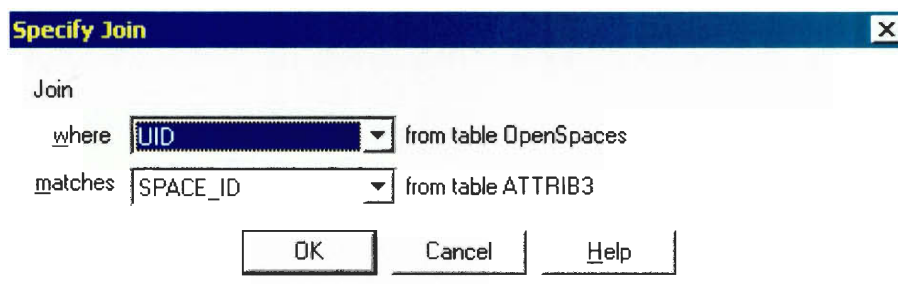 Specify Join
Join
where UID from table OpenSpaces
matches SPACE_ID from table ATTRIB3
OK Cancel Help